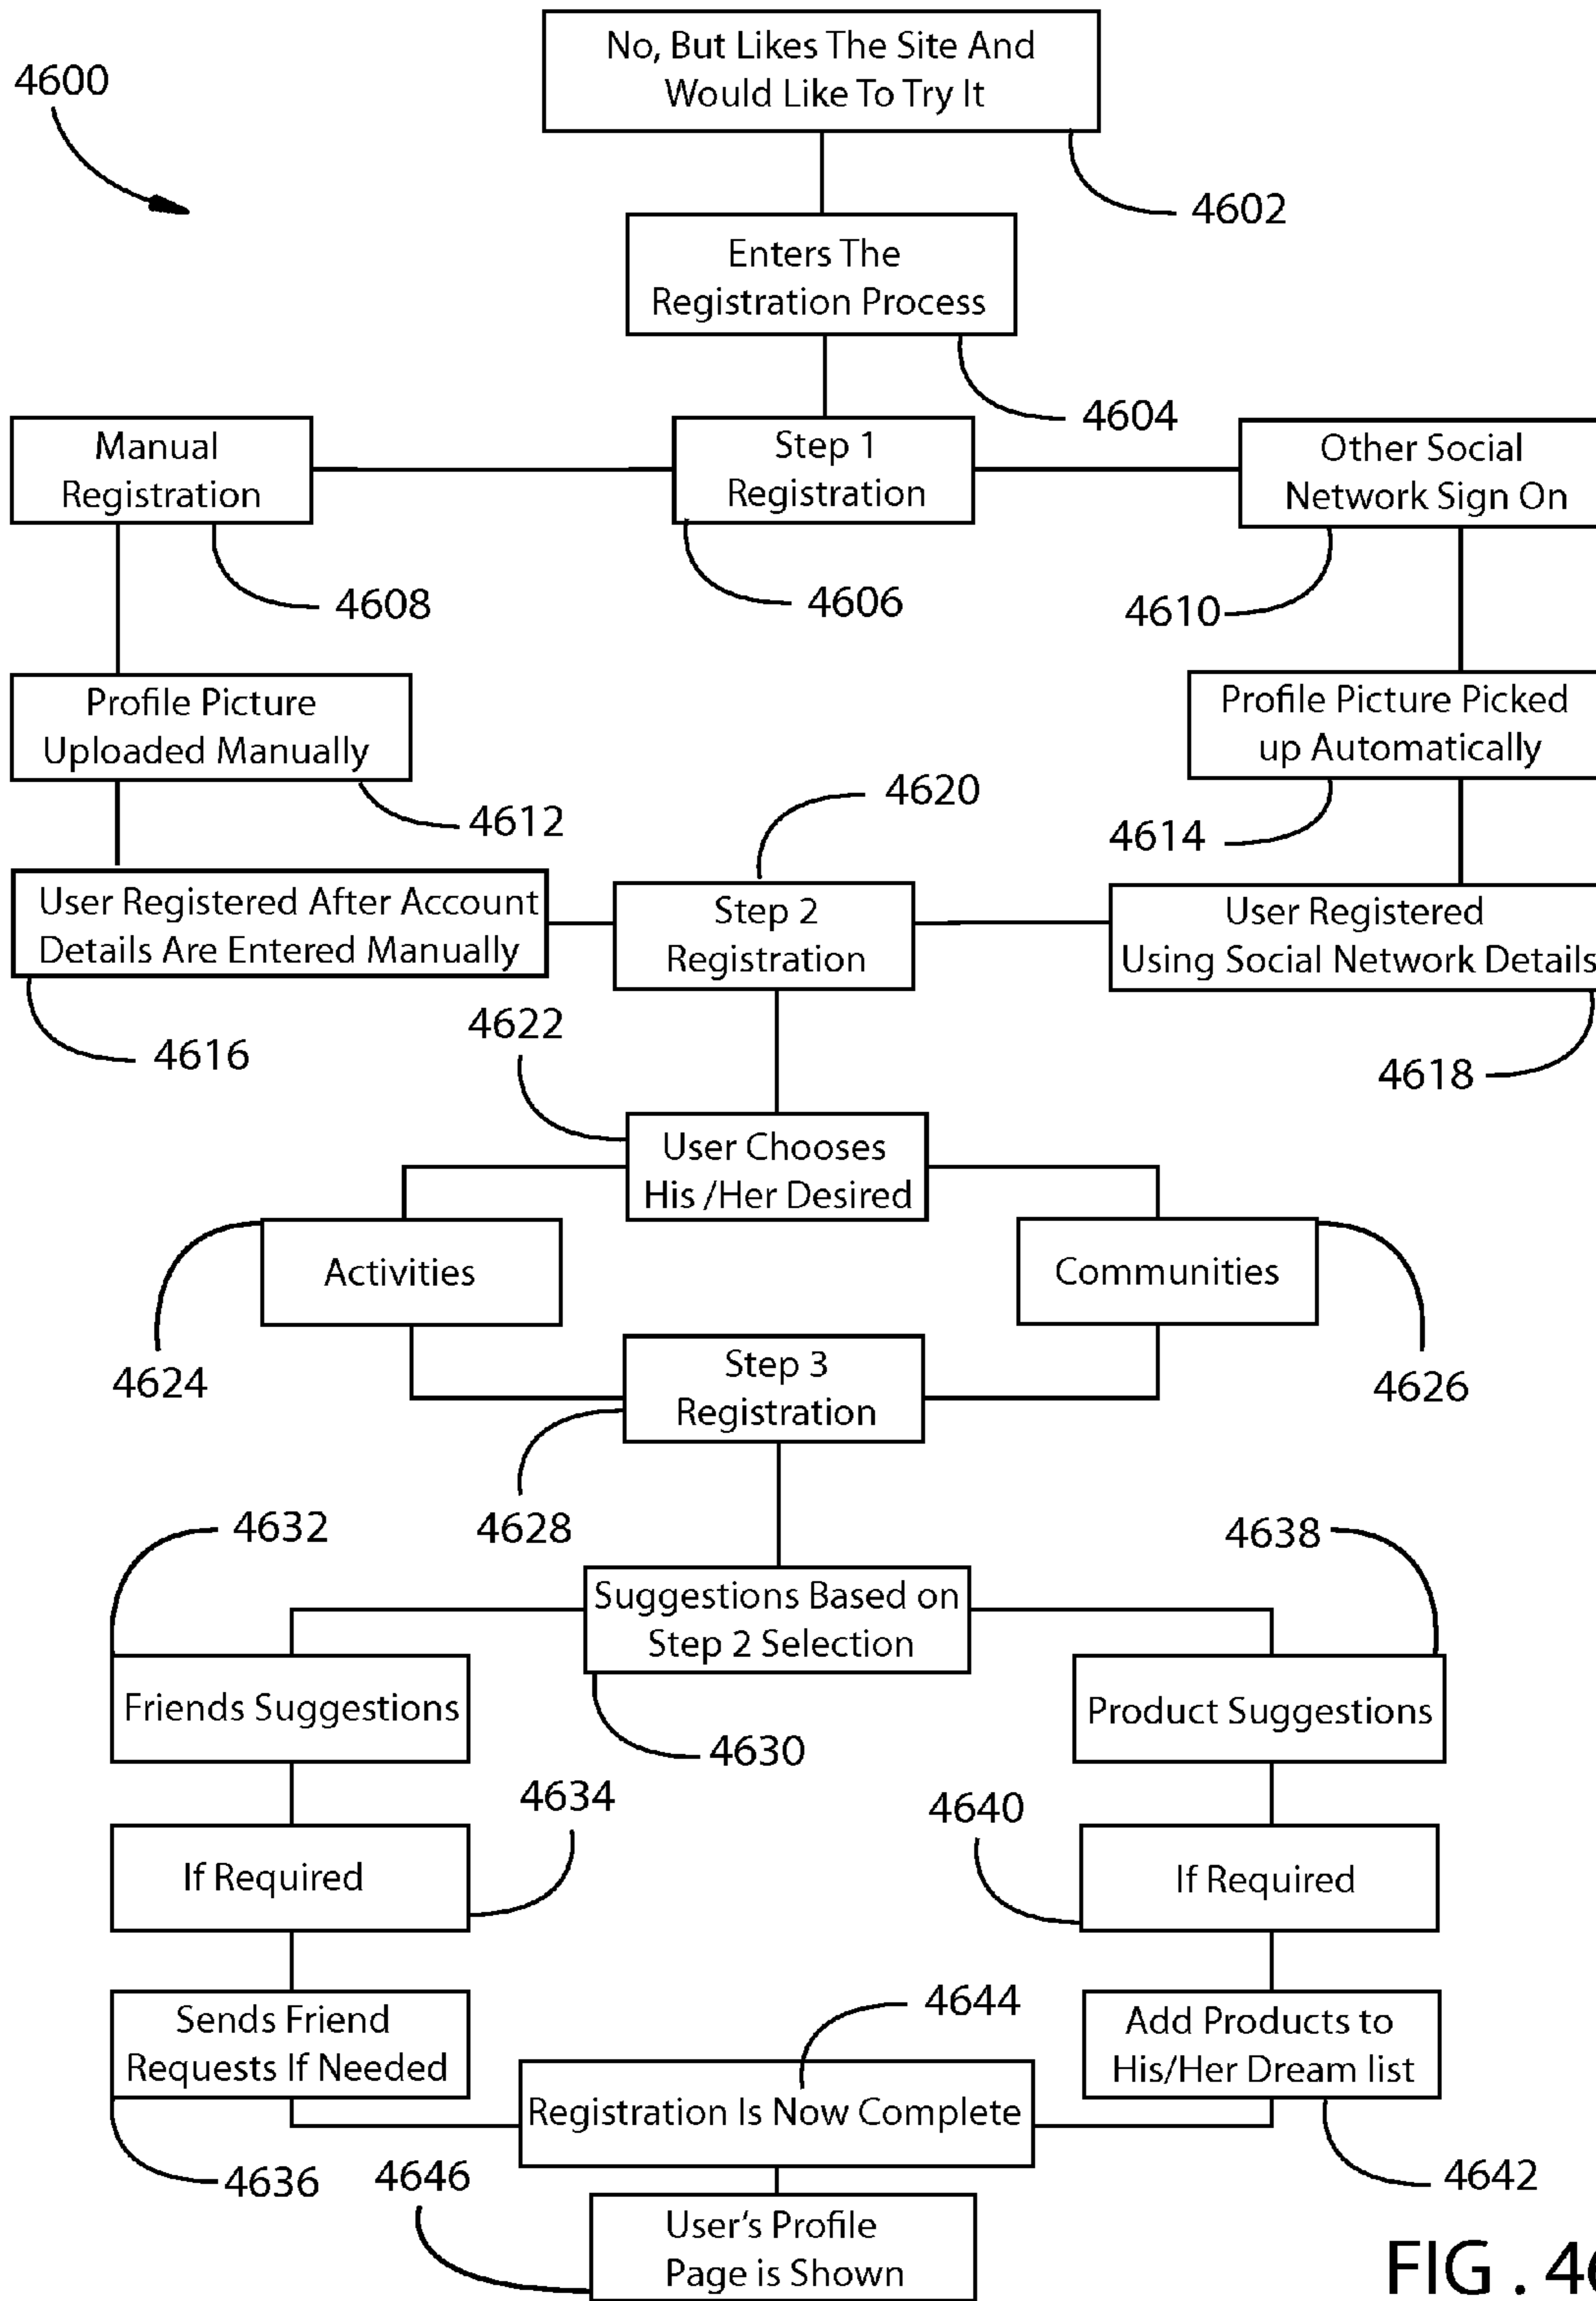 No, But Likes The Site And
Would Like To Try It
4600
4602
Enters The
Registration Process
4604
Manual
Registration
Step 1
Registration
Other Social
Network Sign On
4608
4606
4610
Profile Picture
Uploaded Manually
Profile Picture Picked
up Automatically
4612
4620
4614
User Registered After Account
Details Are Entered Manually
Step 2
Registration
User Registered
Using Social Network Details
4616
4622
4618
User Chooses
His /Her Desired
Activities
Communities
4624
Step 3
Registration
4626
4632
4628
4638
Suggestions Based on
Step 2 Selection
Friends Suggestions
Product Suggestions
4630
4634
4640
If Required
If Required
Sends Friend
Requests If Needed
4644
Add Products to
His/Her Dream list
Registration Is Now Complete
4636
4646
4642
User's Profile
Page is Shown
FIG . 46